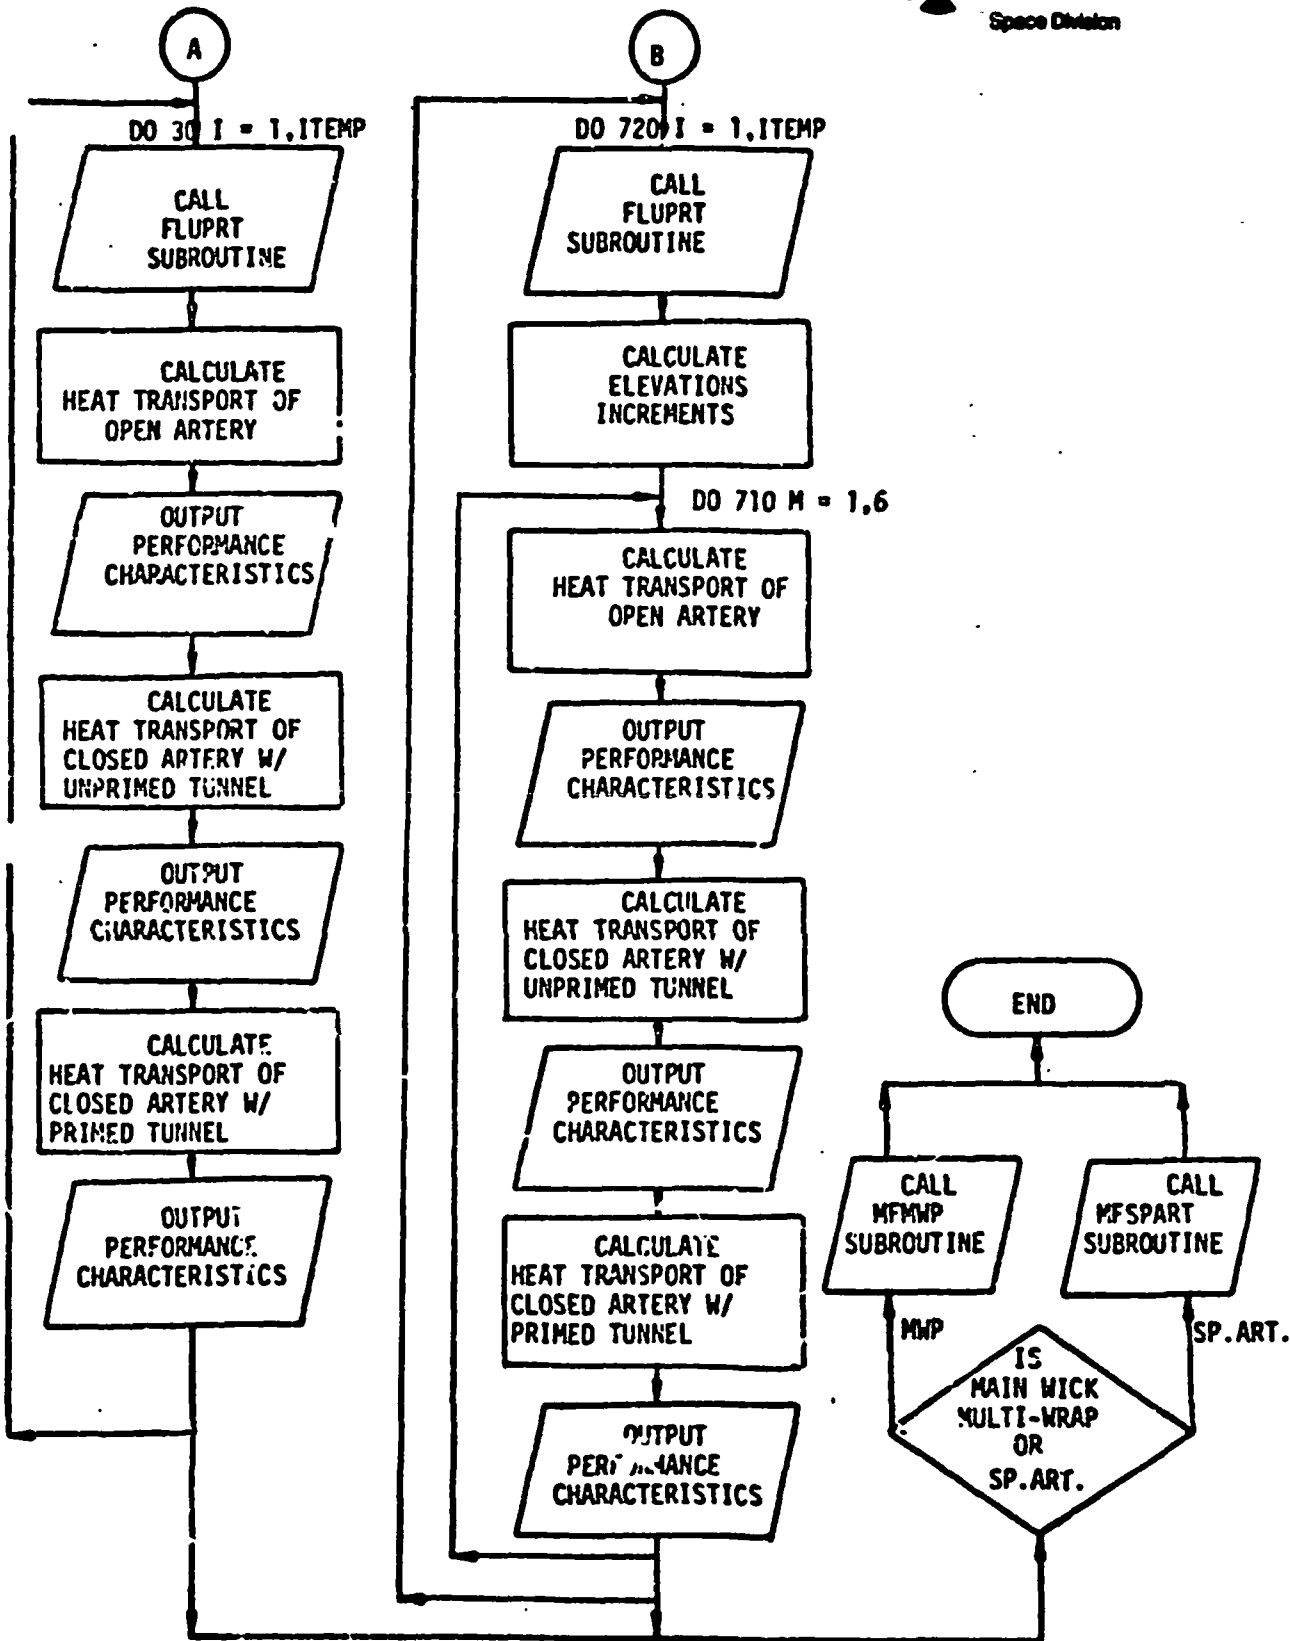 Space Division
A
DO 30 I = 1,ITEMP
CALL
FLUPRT
SUBROUTINE
CALCULATE
HEAT TRANSPORT OF
OPEN ARTERY
OUTPUT
PERFORMANCE
CHARACTERISTICS
CALCULATE
HEAT TRANSPORT OF
CLOSED ARTERY W/
UNPRIMED TUNNEL
OUTPUT
PERFORMANCE
CHARACTERISTICS
CALCULATE
HEAT TRANSPORT OF
CLOSED ARTERY W/
PRIMED TUNNEL
OUTPUT
PERFORMANCE
CHARACTERISTICS
B
DO 720 I = 1,ITEMP
CALL
FLUPRT
SUBROUTINE
CALCULATE
ELEVATIONS
INCREMENTS
DO 710 M = 1,6
CALCULATE
HEAT TRANSPORT OF
OPEN ARTERY
OUTPUT
PERFORMANCE
CHARACTERISTICS
CALCULATE
HEAT TRANSPORT OF
CLOSED ARTERY W/
UNPRIMED TUNNEL
OUTPUT
PERFORMANCE
CHARACTERISTICS
CALCULATE
HEAT TRANSPORT OF
CLOSED ARTERY W/
PRIMED TUNNEL
OUTPUT
PERFORMANCE
CHARACTERISTICS
END
CALL
MFMWP
SUBROUTINE
CALL
MFSPART
SUBROUTINE
MWP
SP.ART.
IS
MAIN WICK
MULTI-WRAP
OR
SP.ART.